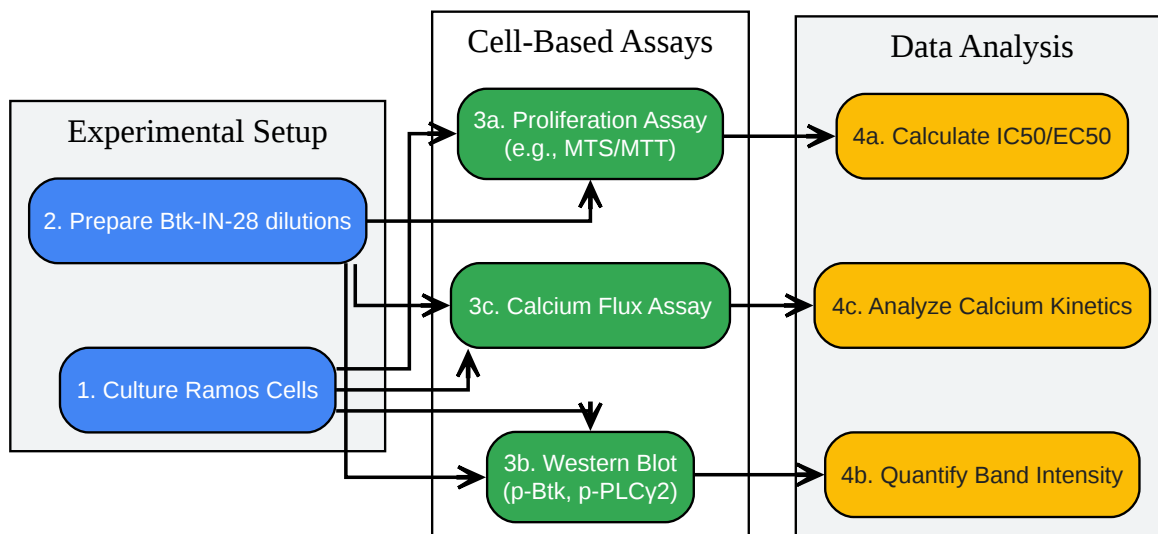 Experimental Setup
2. Prepare Btk-IN-28 dilutions
1. Culture Ramos Cells
Cell-Based Assays
3a. Proliferation Assay
(e.g., MTS/MTT)
3c. Calcium Flux Assay
3b. Western Blot
(p-Btk, p-PLCγ2)
Data Analysis
4a. Calculate IC50/EC50
4c. Analyze Calcium Kinetics
4b. Quantify Band Intensity